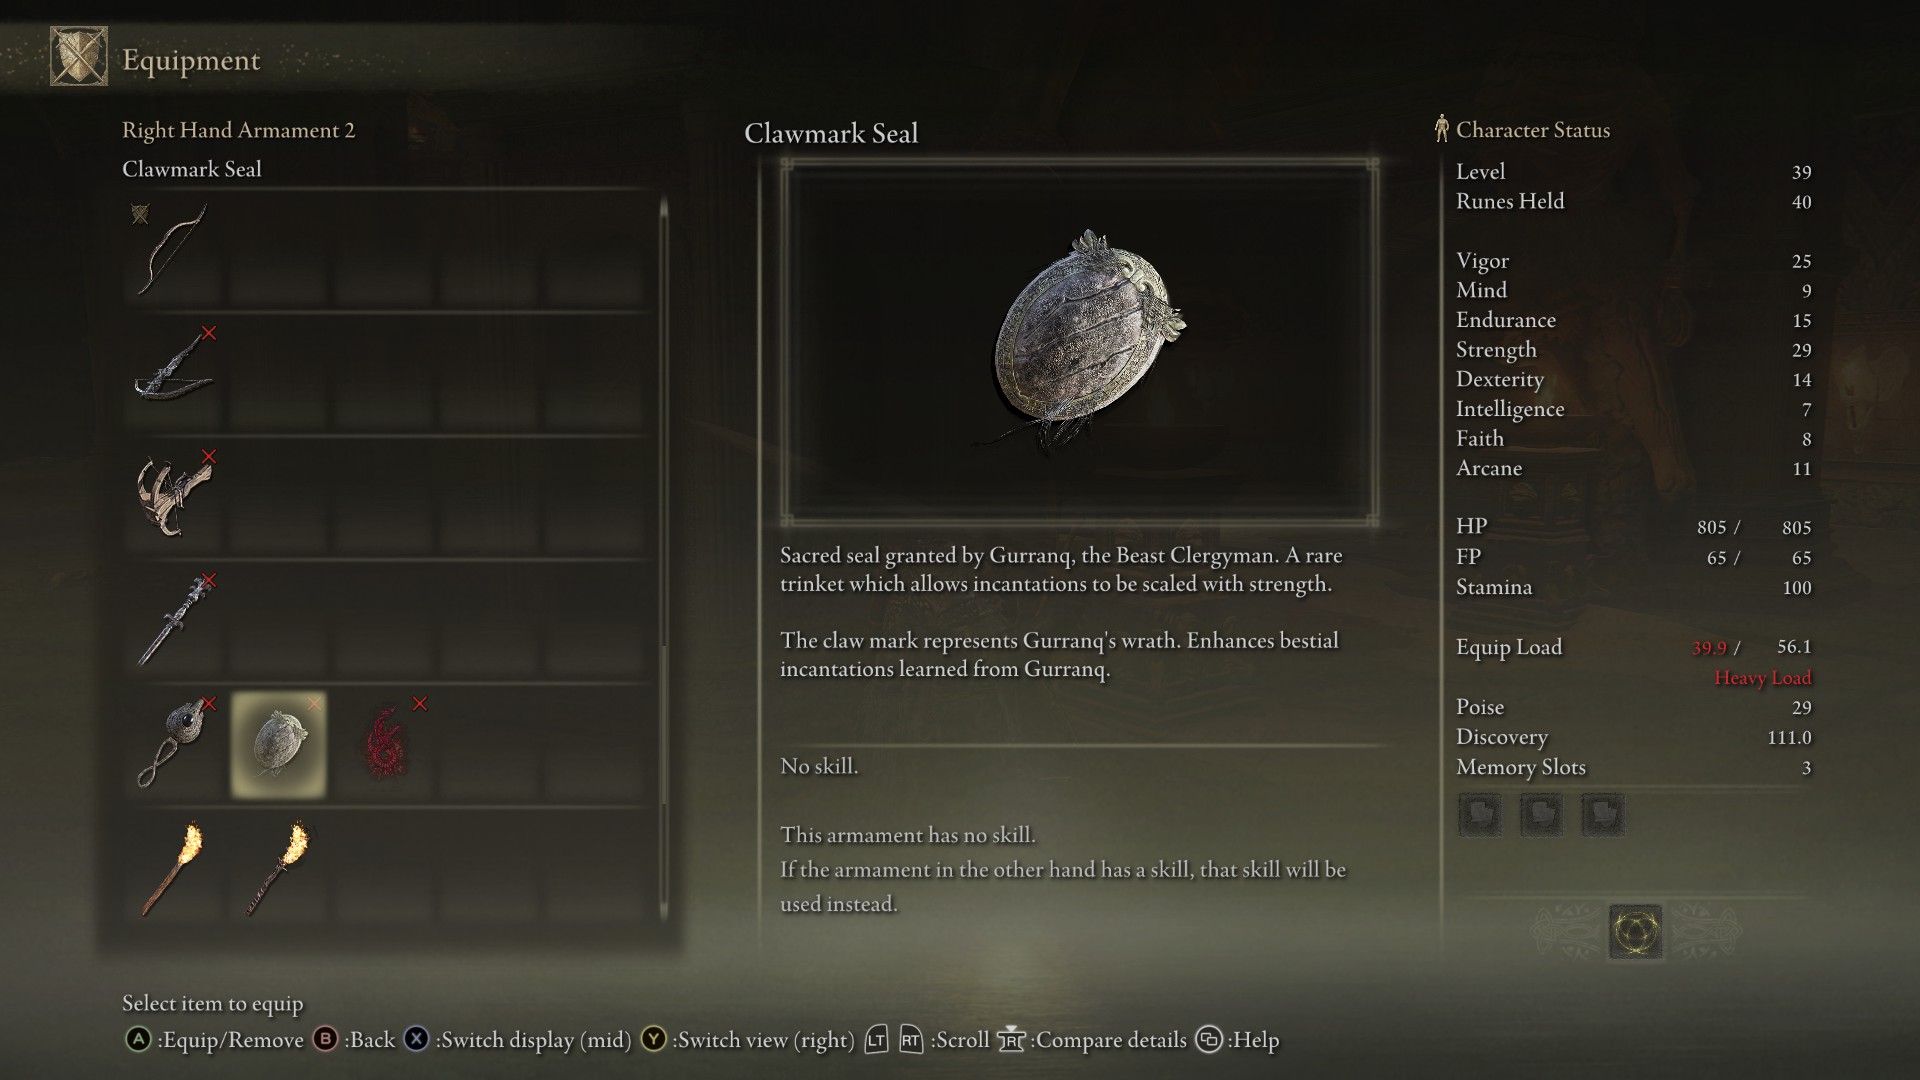 Equipment
Right Hand Armament 2
Clawmark Seal
Clawmark Seal
Sacred seal granted by Gurranq, the Beast Clergyman. A rare
trinket which allows incantations to be scaled with strength.
The claw mark represents Gurranq's wrath. Enhances bestial
incantations learned from Gurranq.
No skill.
This armament has no skill.
If the armament in the other hand has a skill, that skill will be
used instead.
Character Status
Level 39
Runes Held 40
Vigor 25
Mind 9
Endurance 15
Strength 29
Dexterity 14
Intelligence 7
Faith 8
Arcane 11
HP 805 / 805
FP 65 / 65
Stamina 100
Equip Load 39.9 / 56.1
Heavy Load
Poise 29
Discovery 111.0
Memory Slots 3
Select item to equip
A :Equip/Remove B :Back X :Switch display (mid) Y :Switch view (right) LT RT :Scroll R :Compare details :Help